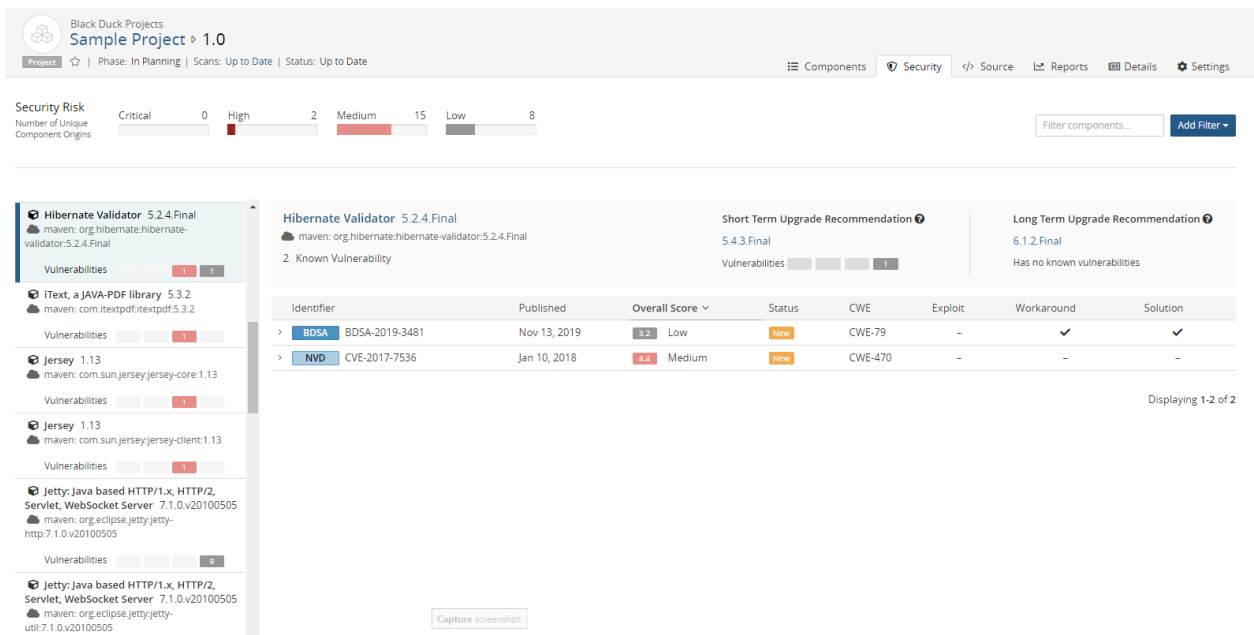 Black Duck Projects
Sample Project 1.0
Project | Phase: In Planning | Scans: Up to Date | Status: Up to Date
Components Security </> Source Reports Details Settings
Security Risk
Number of Unique
Component Origins
Critical 0 High 2 Medium 15 Low 8
Filter components...
Add Filter
Hibernate Validator 5.2.4.Final
maven: org.hibernate:hibernate-
validator:5.2.4.Final
Vulnerabilities 1 1
iText, a JAVA-PDF library 5.3.2
maven: com.itextpdf:itextpdf:5.3.2
Vulnerabilities 1
Jersey 1.13
maven: com.sun.jersey:jersey-core:1.13
Vulnerabilities 1
Jersey 1.13
maven: com.sun.jersey:jersey-client:1.13
Vulnerabilities 1
Jetty: Java based HTTP/1.x, HTTP/2,
Servlet, WebSocket Server 7.1.0.v20100505
maven: org.eclipse.jetty:jetty-
http:7.1.0.v20100505
Vulnerabilities 9
Jetty: Java based HTTP/1.x, HTTP/2,
Servlet, WebSocket Server 7.1.0.v20100505
maven: org.eclipse.jetty:jetty-
util:7.1.0.v20100505
Hibernate Validator 5.2.4.Final
maven: org.hibernate:hibernate-validator:5.2.4.Final
2 Known Vulnerability
Short Term Upgrade Recommendation
5.4.3.Final
Vulnerabilities 1
Long Term Upgrade Recommendation
6.1.2.Final
Has no known vulnerabilities
Identifier Published Overall Score Status CWE Exploit Workaround Solution
BDSA BDSA-2019-3481 Nov 13, 2019 3.2 Low New CWE-79 – ✔ ✔
NVD CVE-2017-7536 Jan 10, 2018 4.4 Medium New CWE-470 – – –
Displaying 1-2 of 2
Capture screenshot.